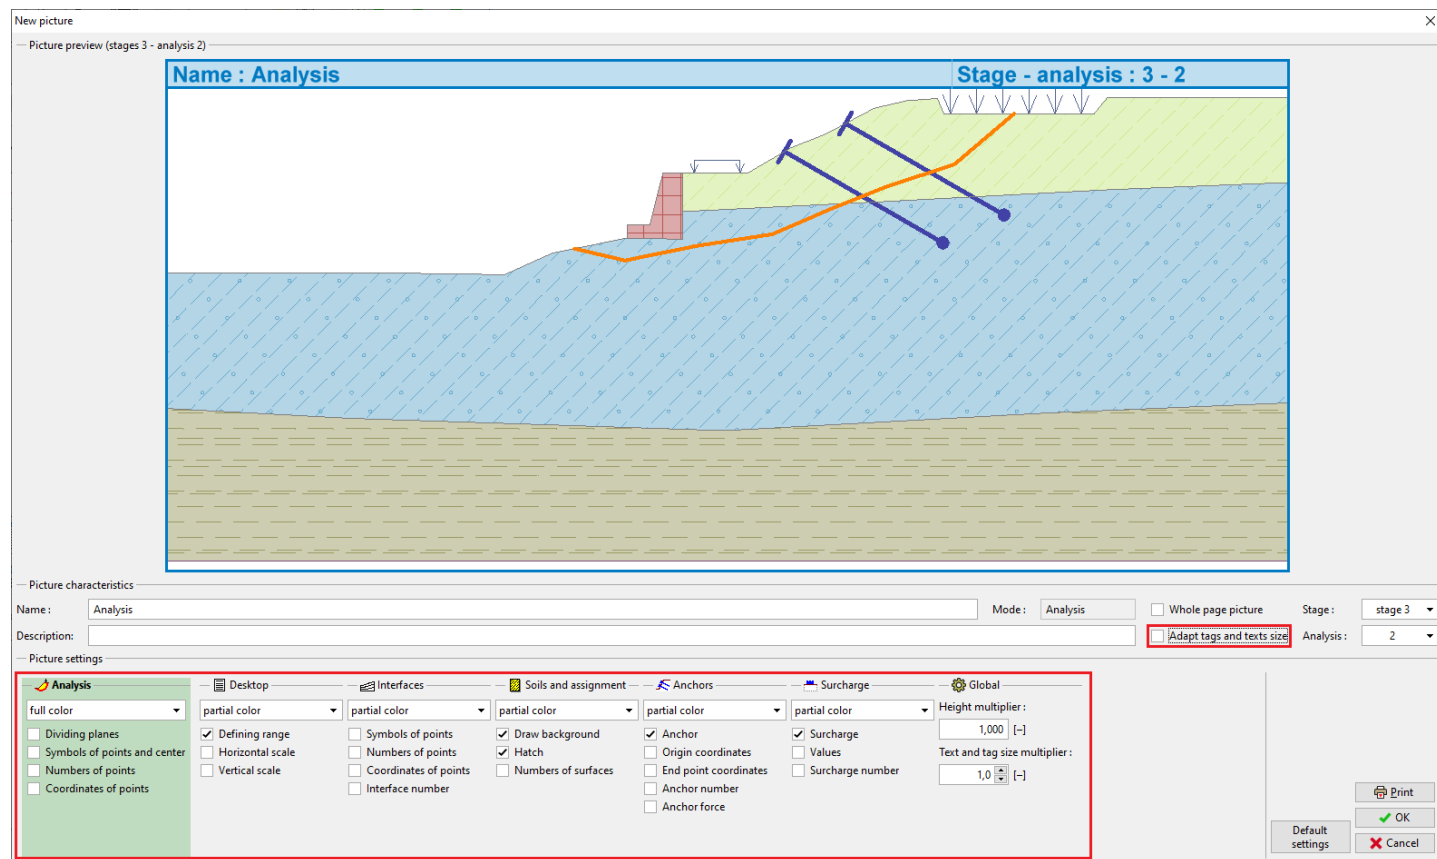 New picture
Picture preview (stages 3 - analysis 2)
Name : Analysis Stage - analysis : 3 - 2
Picture characteristics
Name : Analysis Mode : Analysis Whole page picture Stage : stage 3
Description: Adapt tags and texts size Analysis : 2
Picture settings
Analysis Desktop Interfaces Soils and assignment Anchors Surcharge Global
full color partial color partial color partial color partial color partial color Height multiplier :
Dividing planes Defining range Symbols of points Draw background Anchor Surcharge 1,000 [–]
Symbols of points and center Horizontal scale Numbers of points Hatch Origin coordinates Values Text and tag size multiplier :
Numbers of points Vertical scale Coordinates of points Numbers of surfaces End point coordinates Surcharge number 1,0 [–]
Coordinates of points Interface number Anchor number
Print
Anchor force
OK
Default settings
Cancel